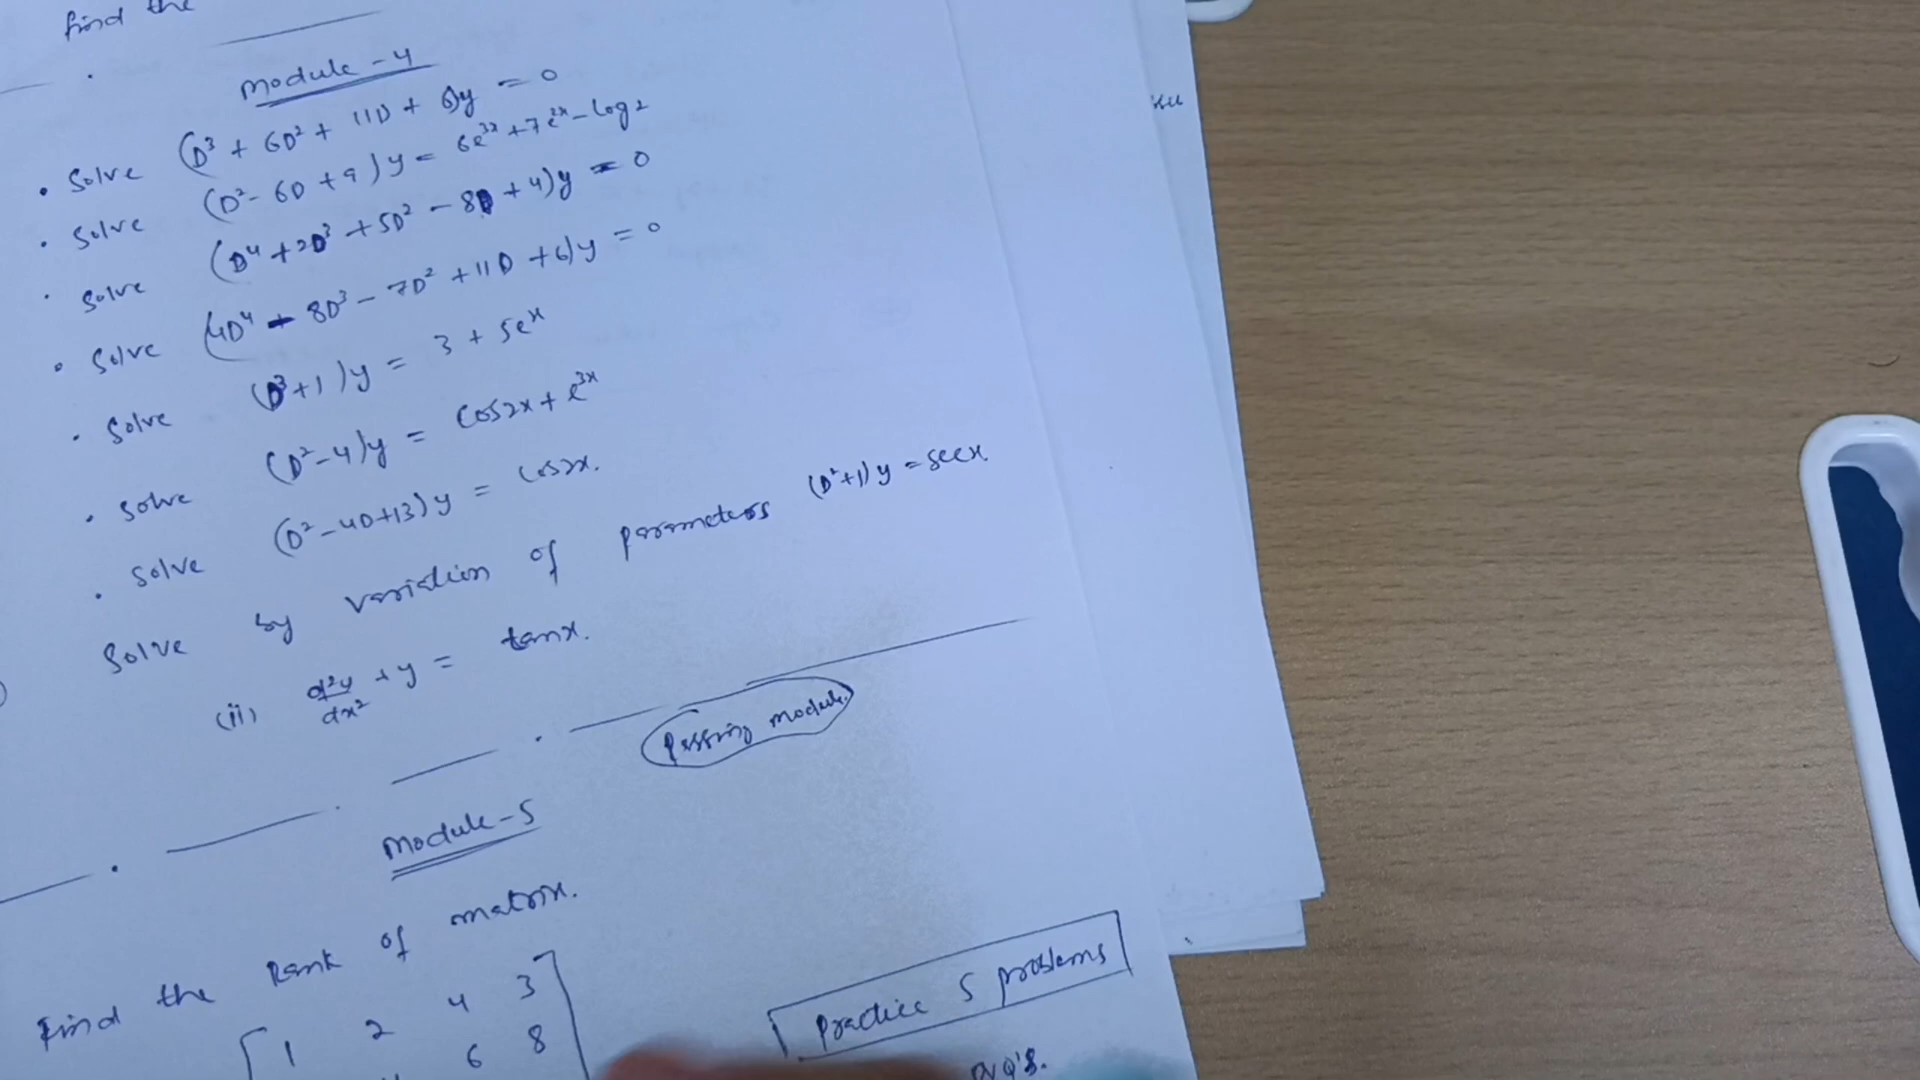 find the
Module - 4
• Solve (D³ + 6D² + 11D + 6)y = 0
• Solve (D² - 6D + 9)y = 6e³ˣ + 7e²ˣ - log 2
• Solve (D⁴ + 2D³ + 5D² - 8D + 4)y = 0
• Solve (4D⁴ - 8D³ - 7D² + 11D + 6)y = 0
• Solve (D³ + 1)y = 3 + 5eˣ
• Solve (D² - 4)y = Cos2x + e³ˣ
• Solve (D² - 4D + 13)y = cos2x.
Solve by variation of parameters (D² + 1)y = secx
(ii) d²y/dx² + y = tanx.
Passing module.
Module - 5
Find the Rank of matrix.
1 2 4 3
6 8
Practice 5 problems